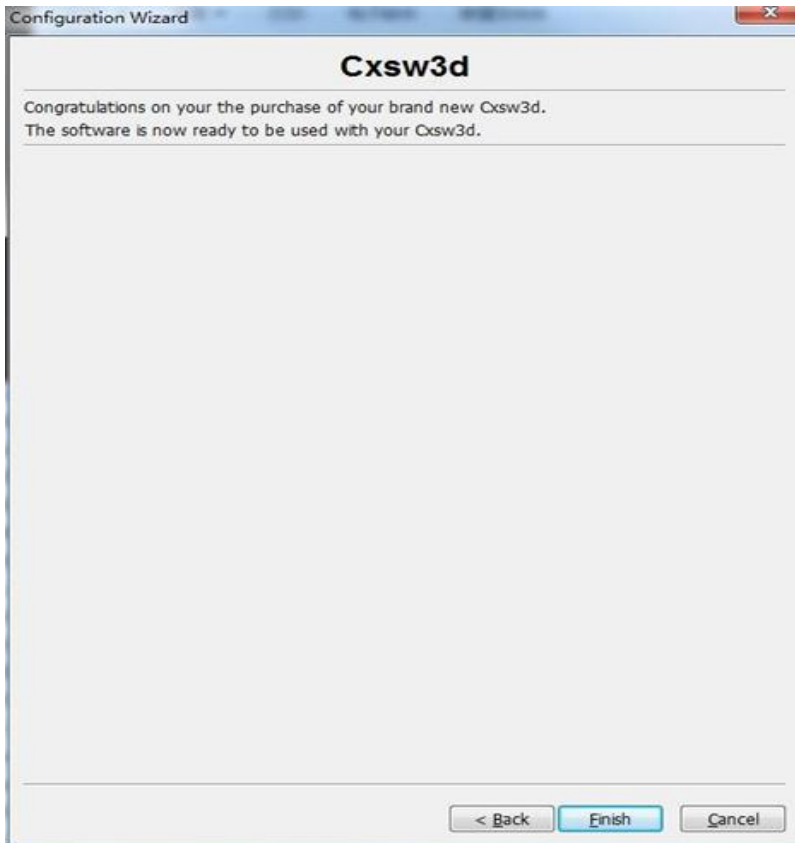 Configuration Wizard
Cxsw3d
Congratulations on your the purchase of your brand new Cxsw3d.
The software is now ready to be used with your Cxsw3d.
< Back
Finish
Cancel